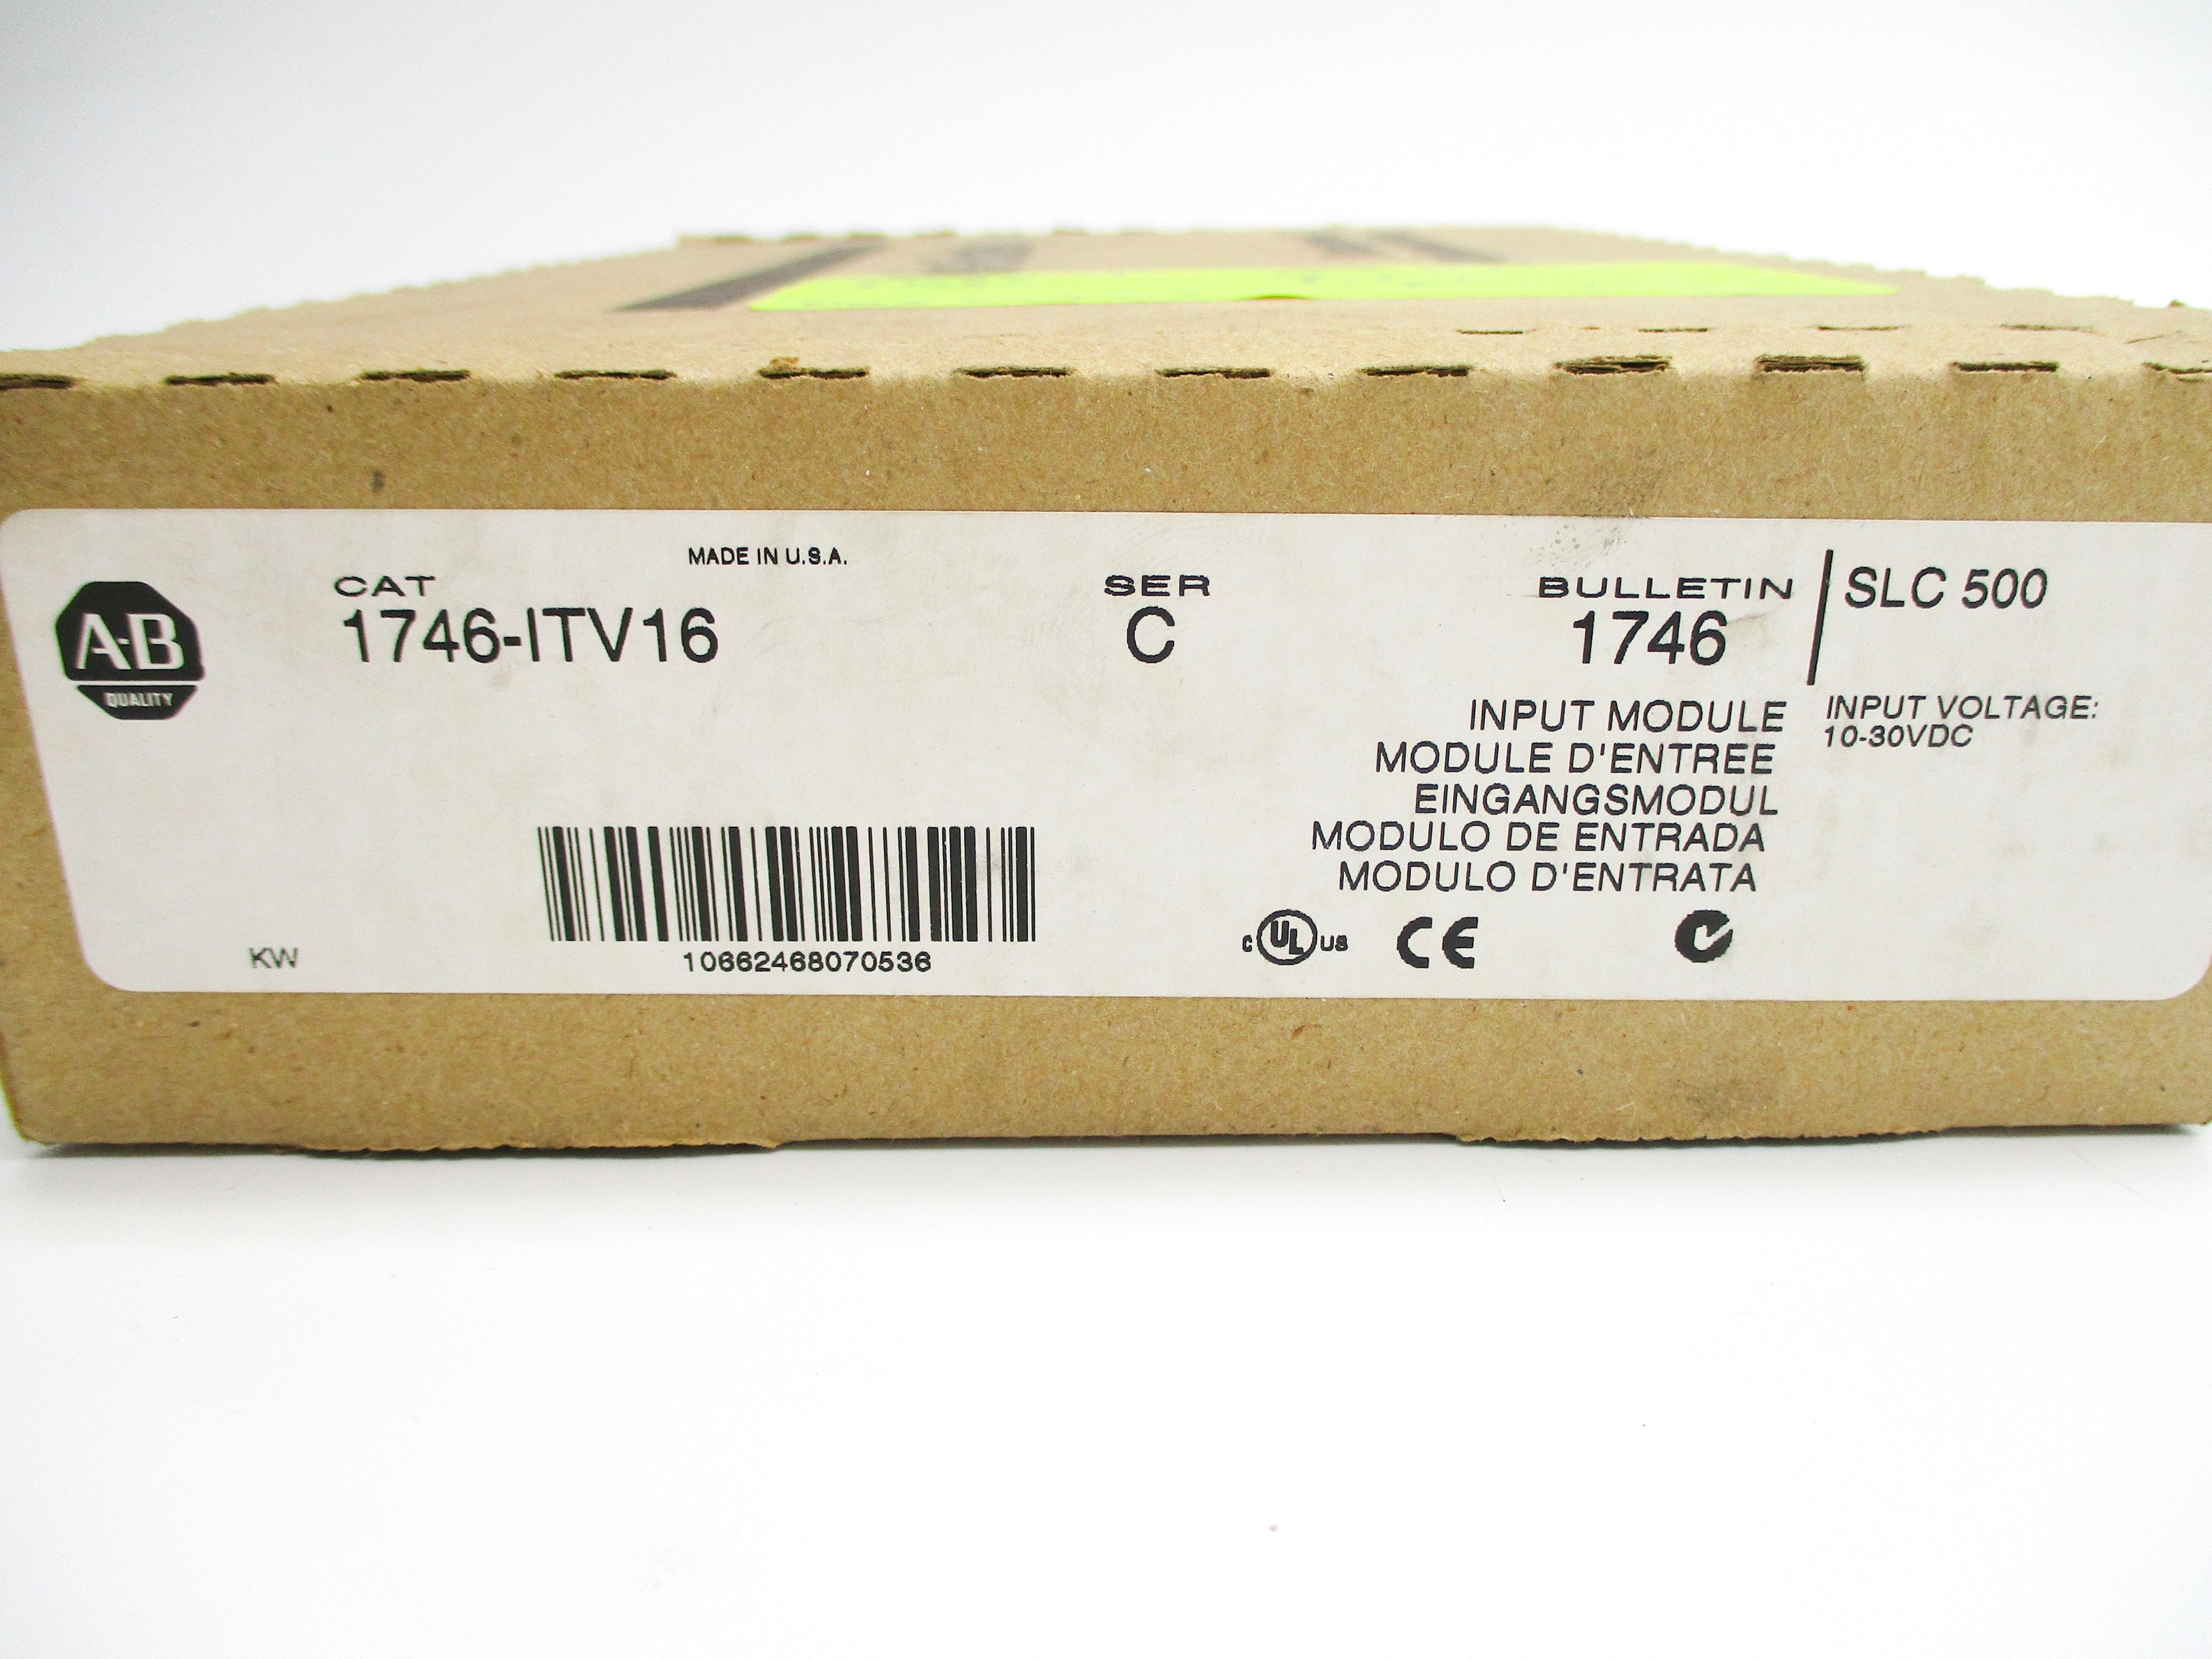 MADE IN U.S.A.
A-B
QUALITY
CAT
1746-ITV16
SER
C
BULLETIN
1746
SLC 500
INPUT MODULE
MODULE D'ENTREE
EINGANGSMODUL
MODULO DE ENTRADA
MODULO D'ENTRATA
INPUT VOLTAGE:
10-30VDC
KW
10662468070536
C UL US
CE